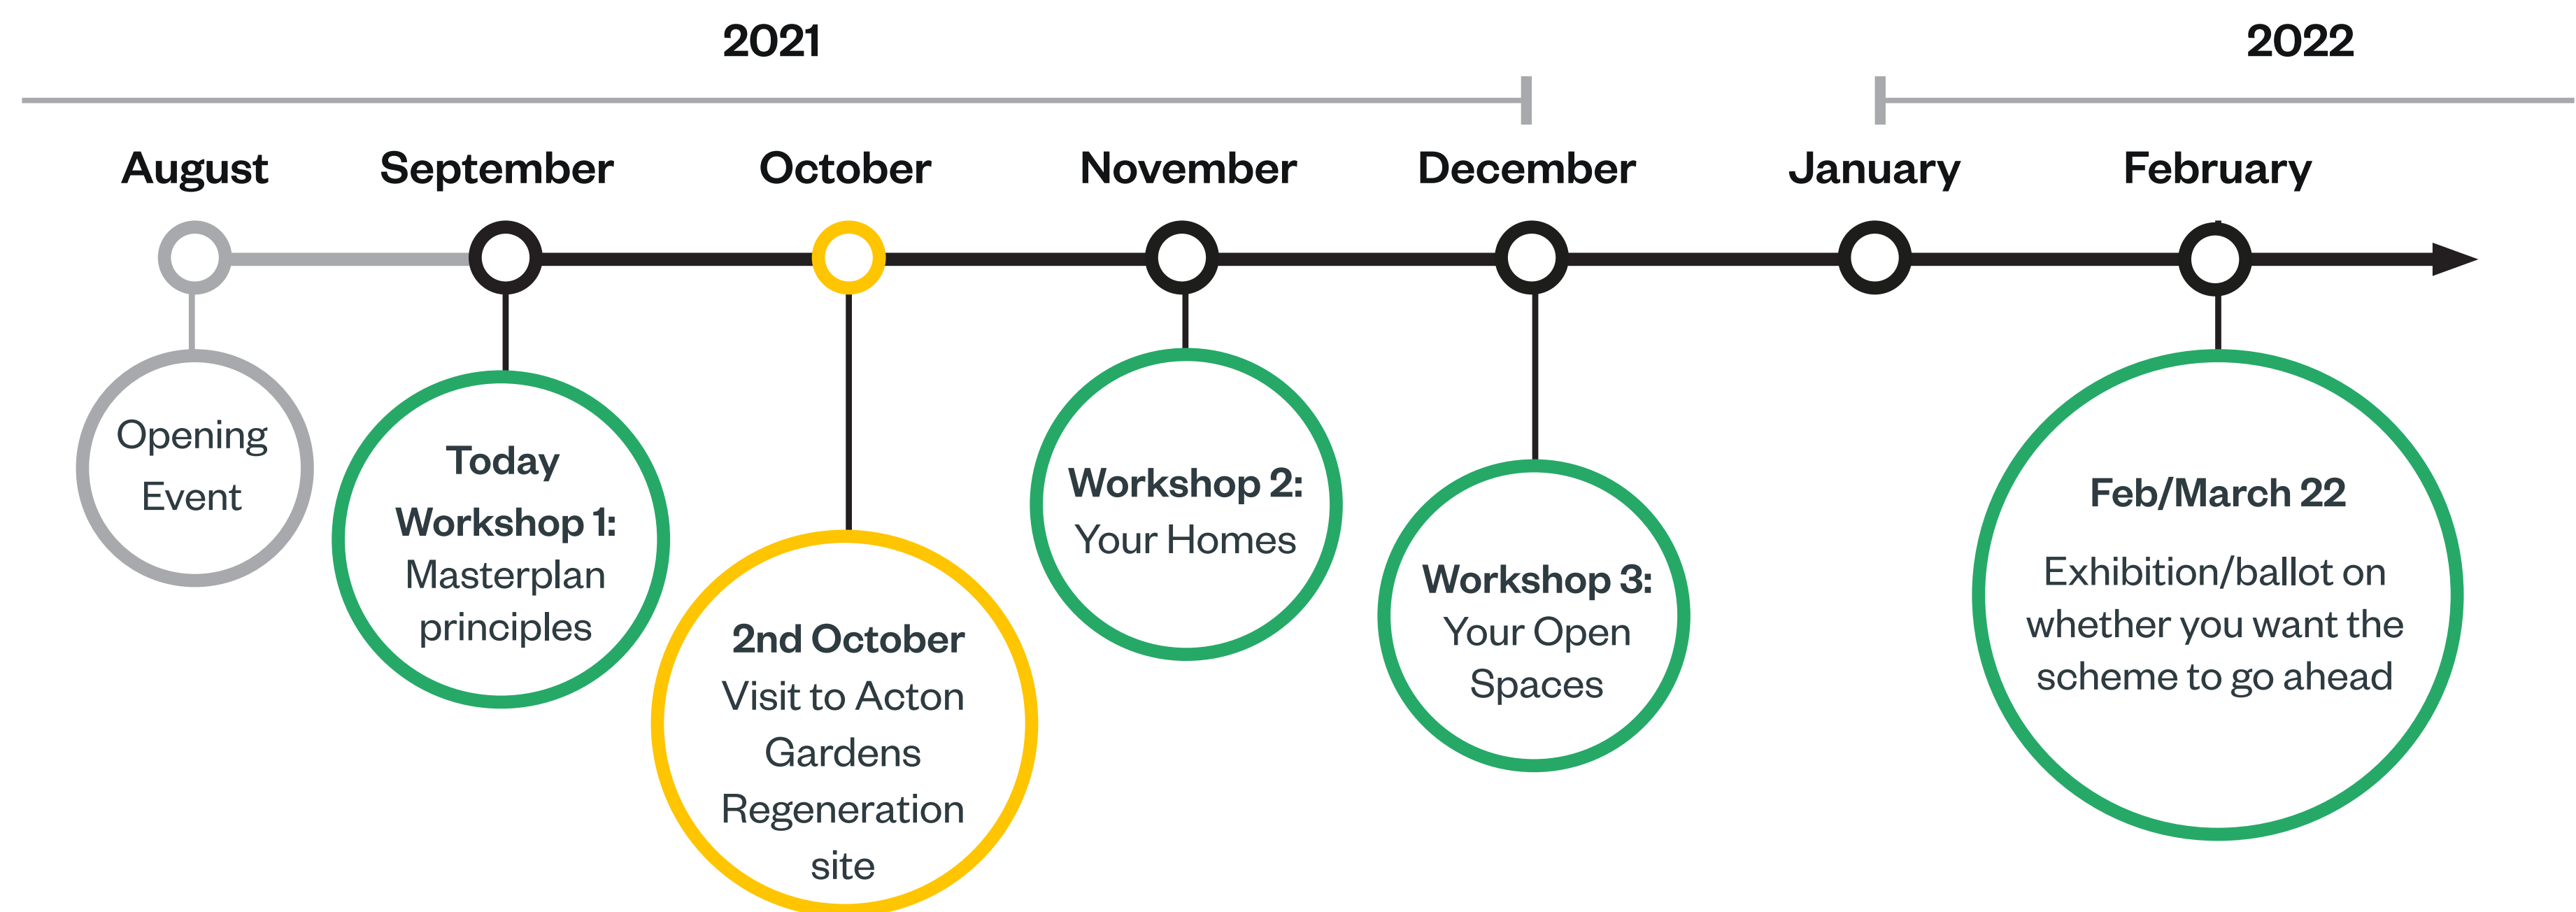 2021
2022
August
September
October
November
December
January
February
Opening
Event
Today
Workshop 1:
Masterplan
principles
2nd October
Visit to Acton
Gardens
Regeneration
site
Workshop 2:
Your Homes
Workshop 3:
Your Open
Spaces
Feb/March 22
Exhibition/ballot on
whether you want the
scheme to go ahead